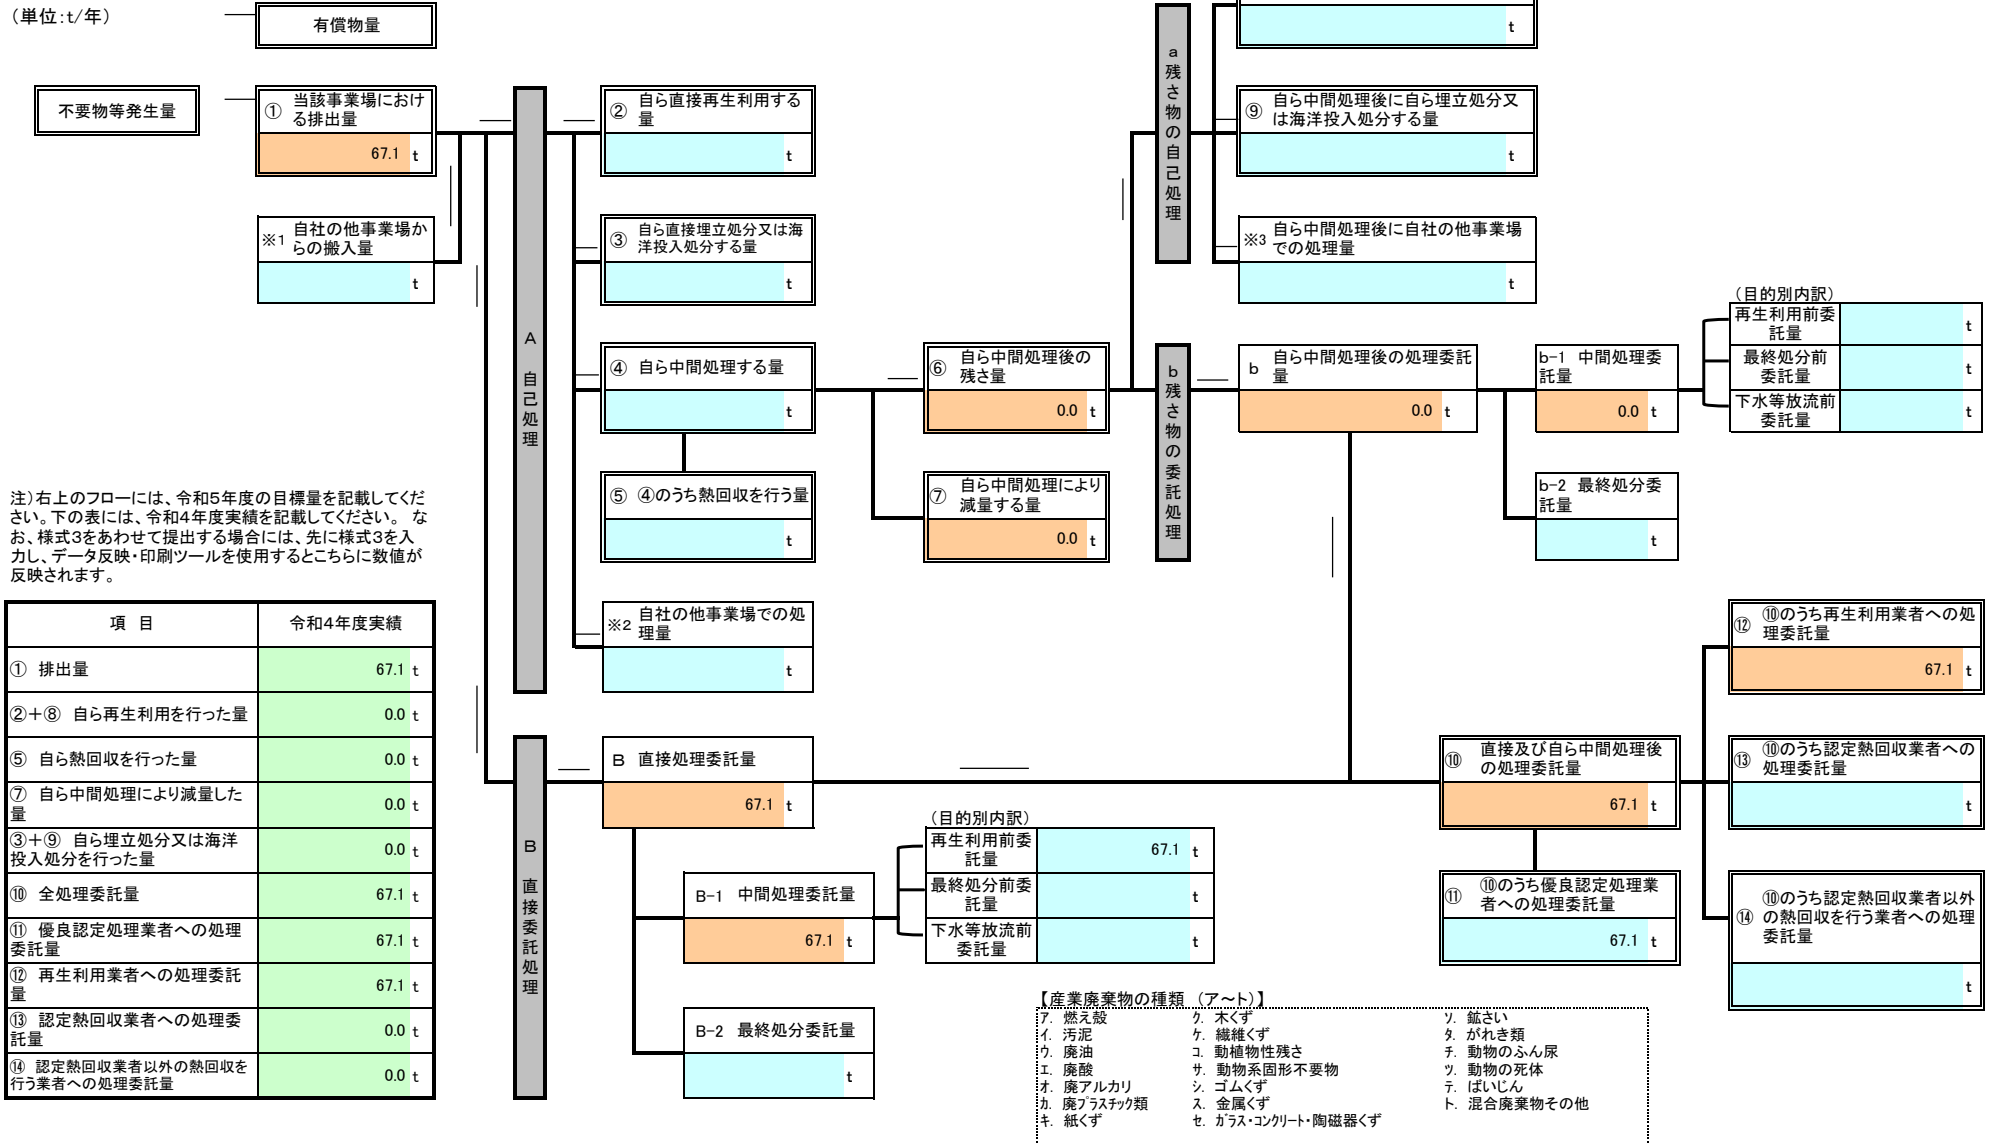 （単位:t/年）
有償物量
t
不要物等発生量
① 当該事業場におけ
る排出量
67.1 t
※1 自社の他事業場か
らの搬入量
t
A 自己処理
② 自ら直接再生利用する
量
t
③ 自ら直接埋立処分又は海
洋投入処分する量
t
④ 自ら中間処理する量
t
⑤ ④のうち熱回収を行う量
t
※2 自社の他事業場での処
理量
t
⑥ 自ら中間処理後の
残さ量
0.0 t
⑦ 自ら中間処理により
減量する量
0.0 t
a 残さ物の自己処理
⑨ 自ら中間処理後に自ら埋立処分又
は海洋投入処分する量
t
※3 自ら中間処理後に自社の他事業場
での処理量
t
b 残さ物の委託処理
b 自ら中間処理後の処理委託
量
0.0 t
b-1 中間処理委
託量
0.0 t
b-2 最終処分委
託量
t
（目的別内訳）
再生利用前委
託量
t
最終処分前
委託量
t
下水等放流前
委託量
t
注）右上のフローには、令和５年度の目標量を記載してくだ
さい。下の表には、令和４年度実績を記載してください。 な
お、様式３をあわせて提出する場合には、先に様式３を入
力し、データ反映・印刷ツールを使用するとこちらに数値が
反映されます。
項 目 令和４年度実績
① 排出量 67.1 t
②＋⑧ 自ら再生利用を行った量 0.0 t
⑤ 自ら熱回収を行った量 0.0 t
⑦ 自ら中間処理により減量した
量 0.0 t
③＋⑨ 自ら埋立処分又は海洋
投入処分を行った量 0.0 t
⑩ 全処理委託量 67.1 t
⑪ 優良認定処理業者への処理
委託量 67.1 t
⑫ 再生利用業者への処理委託
量 67.1 t
⑬ 認定熱回収業者への処理委
託量 0.0 t
⑭ 認定熱回収業者以外の熱回収を
行う業者への処理委託量 0.0 t
B 直接委託処理
B 直接処理委託量
67.1 t
B-1 中間処理委託量
67.1 t
B-2 最終処分委託量
t
（目的別内訳）
再生利用前委
託量
67.1 t
最終処分前委
託量
t
下水等放流前
委託量
t
⑩ 直接及び自ら中間処理後
の処理委託量
67.1 t
⑪ ⑩のうち優良認定処理業
者への処理委託量
67.1 t
⑫ ⑩のうち再生利用業者への処
理委託量
67.1 t
⑬ ⑩のうち認定熱回収業者への
処理委託量
t
⑭ ⑩のうち認定熱回収業者以外
の熱回収を行う業者への処理
委託量
t
【産業廃棄物の種類 （ア～ト）】
ア. 燃え殻 ク. 木くず ソ. 鉱さい
イ. 汚泥 ケ. 繊維くず タ. がれき類
ウ. 廃油 コ. 動植物性残さ チ. 動物のふん尿
エ. 廃酸 サ. 動物系固形不要物 ツ. 動物の死体
オ. 廃アルカリ シ. ゴムくず テ. ばいじん
カ. 廃プラスチック類 ス. 金属くず ト. 混合廃棄物その他
キ. 紙くず セ. ガラス・コンクリート・陶磁器くず